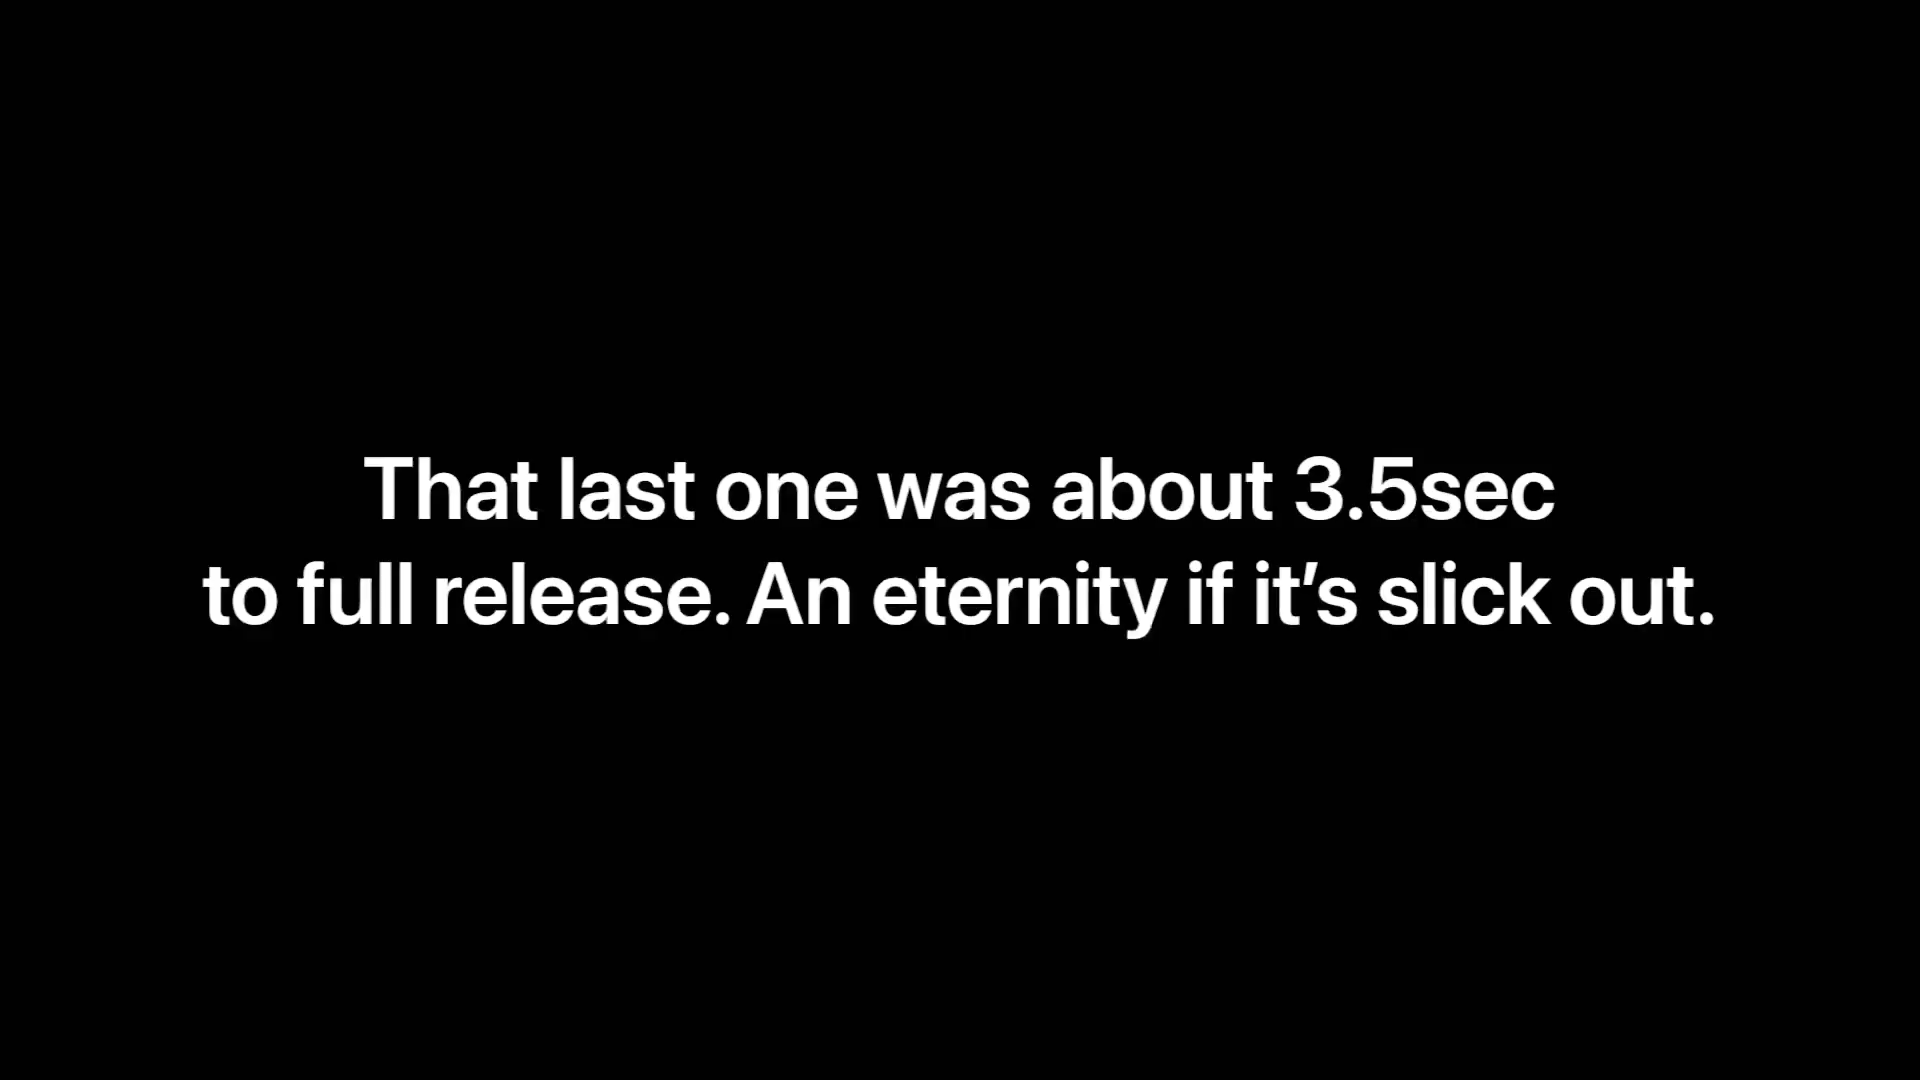 That last one was about 3.5sec
to full release. An eternity if it’s slick out.